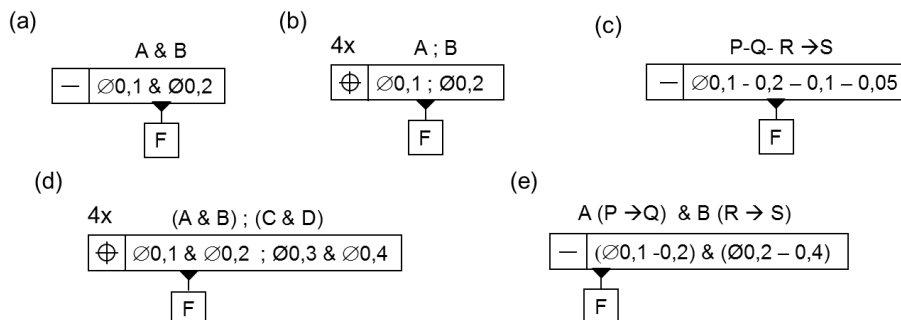 (a)
A & B
— ∅0,1 & Ø0,2
F
(b)
4x A ; B
⌖ ∅0,1 ; Ø0,2
F
(c)
P-Q- R →S
— ∅0,1 - 0,2 – 0,1 – 0,05
F
(d)
4x (A & B) ; (C & D)
⌖ ∅0,1 & ∅0,2 ; Ø0,3 & ∅0,4
F
(e)
A (P →Q) & B (R → S)
— (∅0,1 -0,2) & (Ø0,2 – 0,4)
F